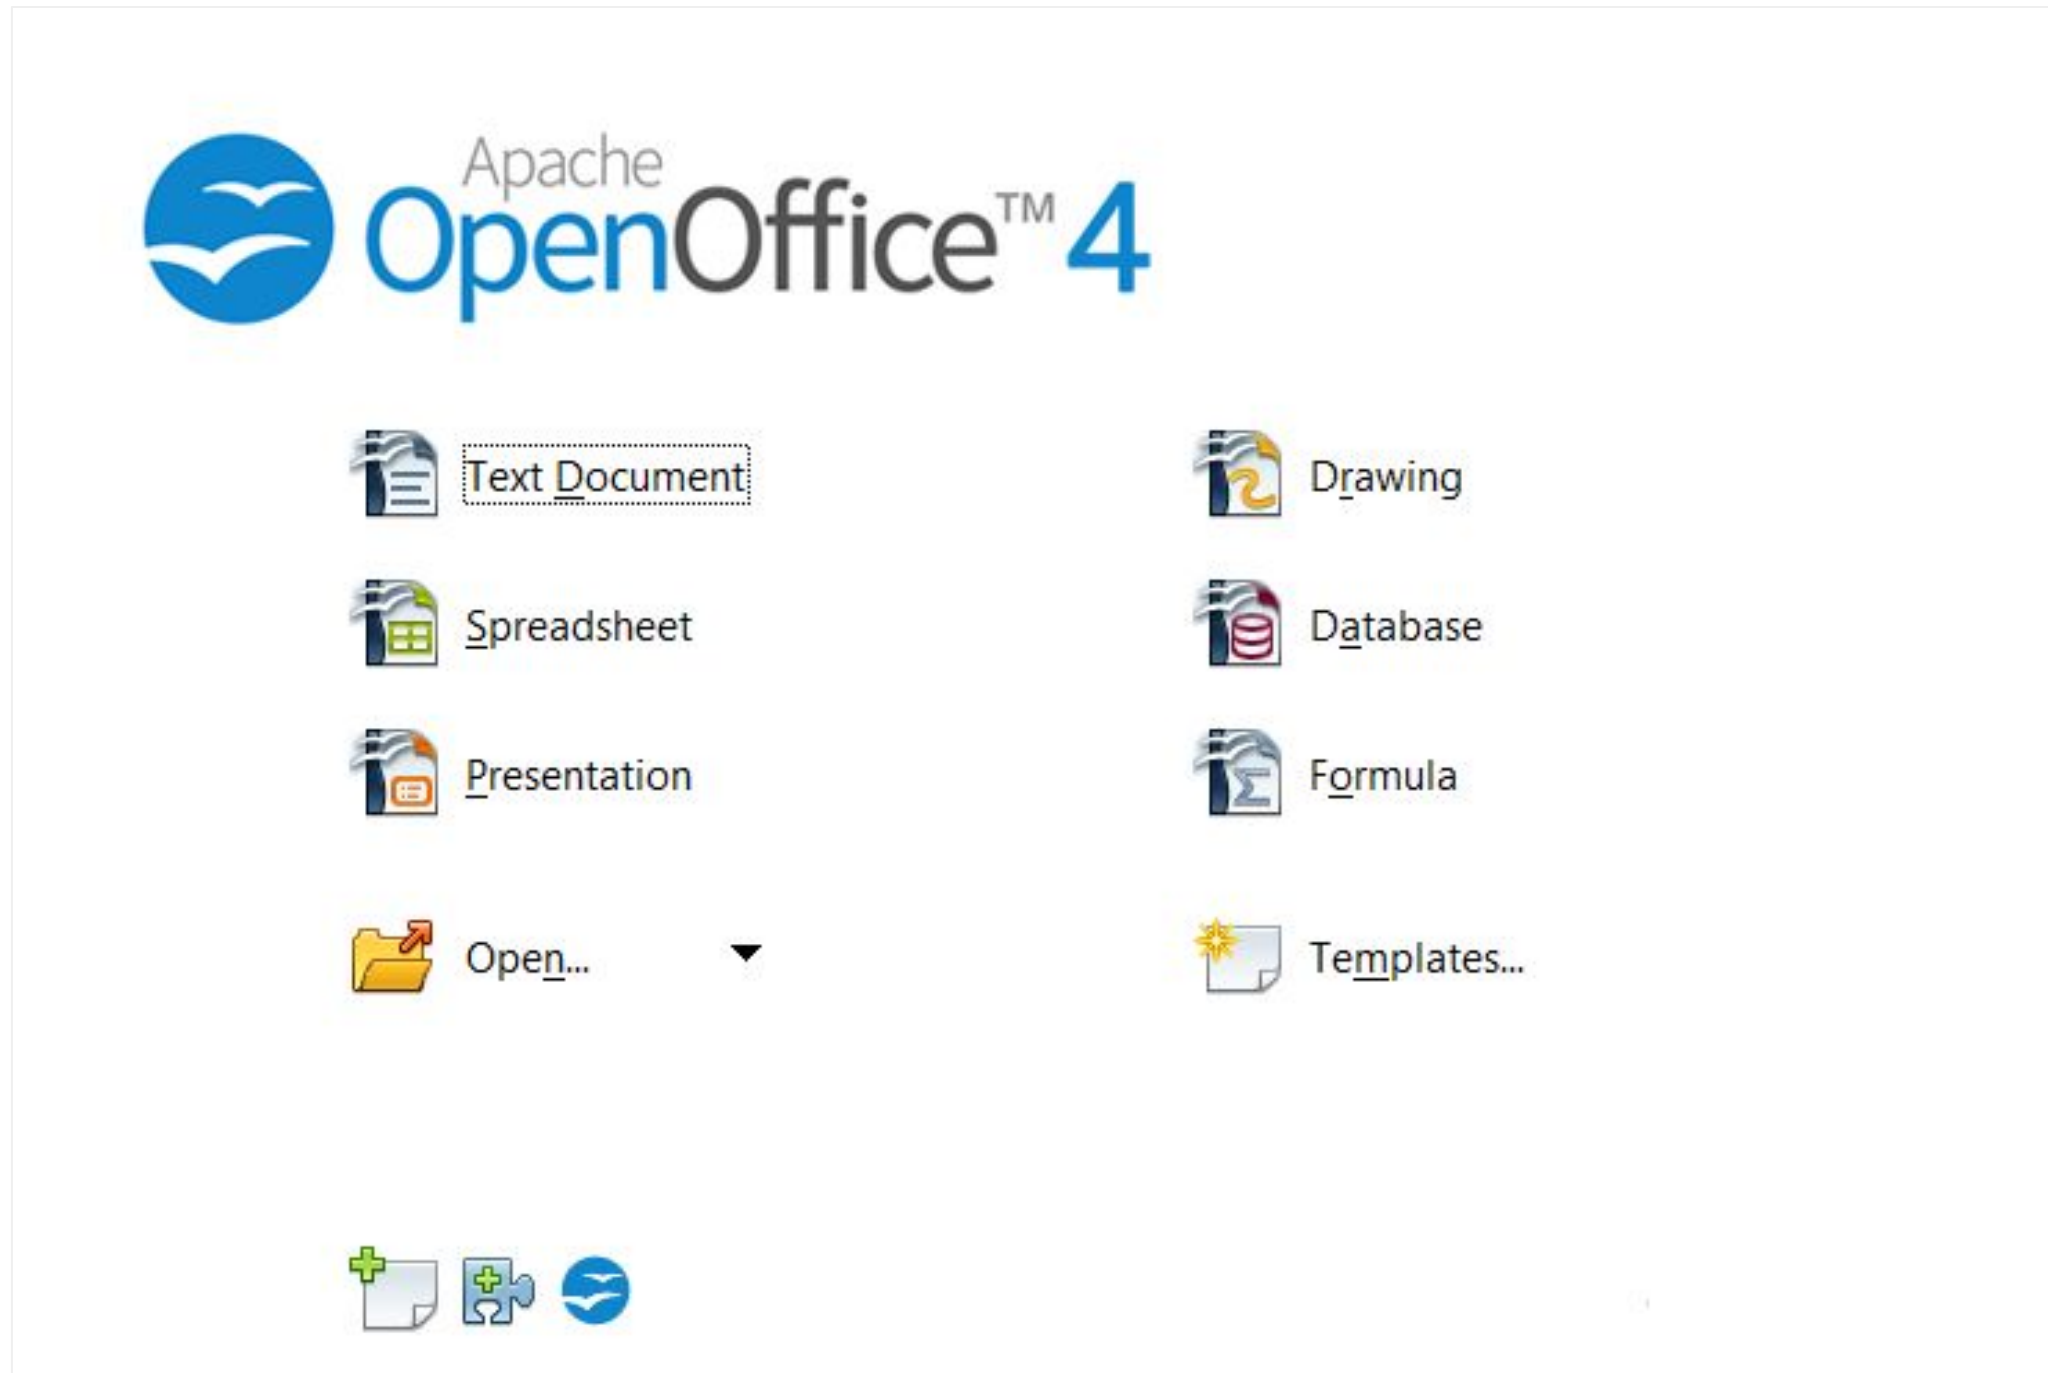 Apache
OpenOffice™ 4
Text Document
Drawing
Spreadsheet
Database
Presentation
Formula
Open...
Templates...